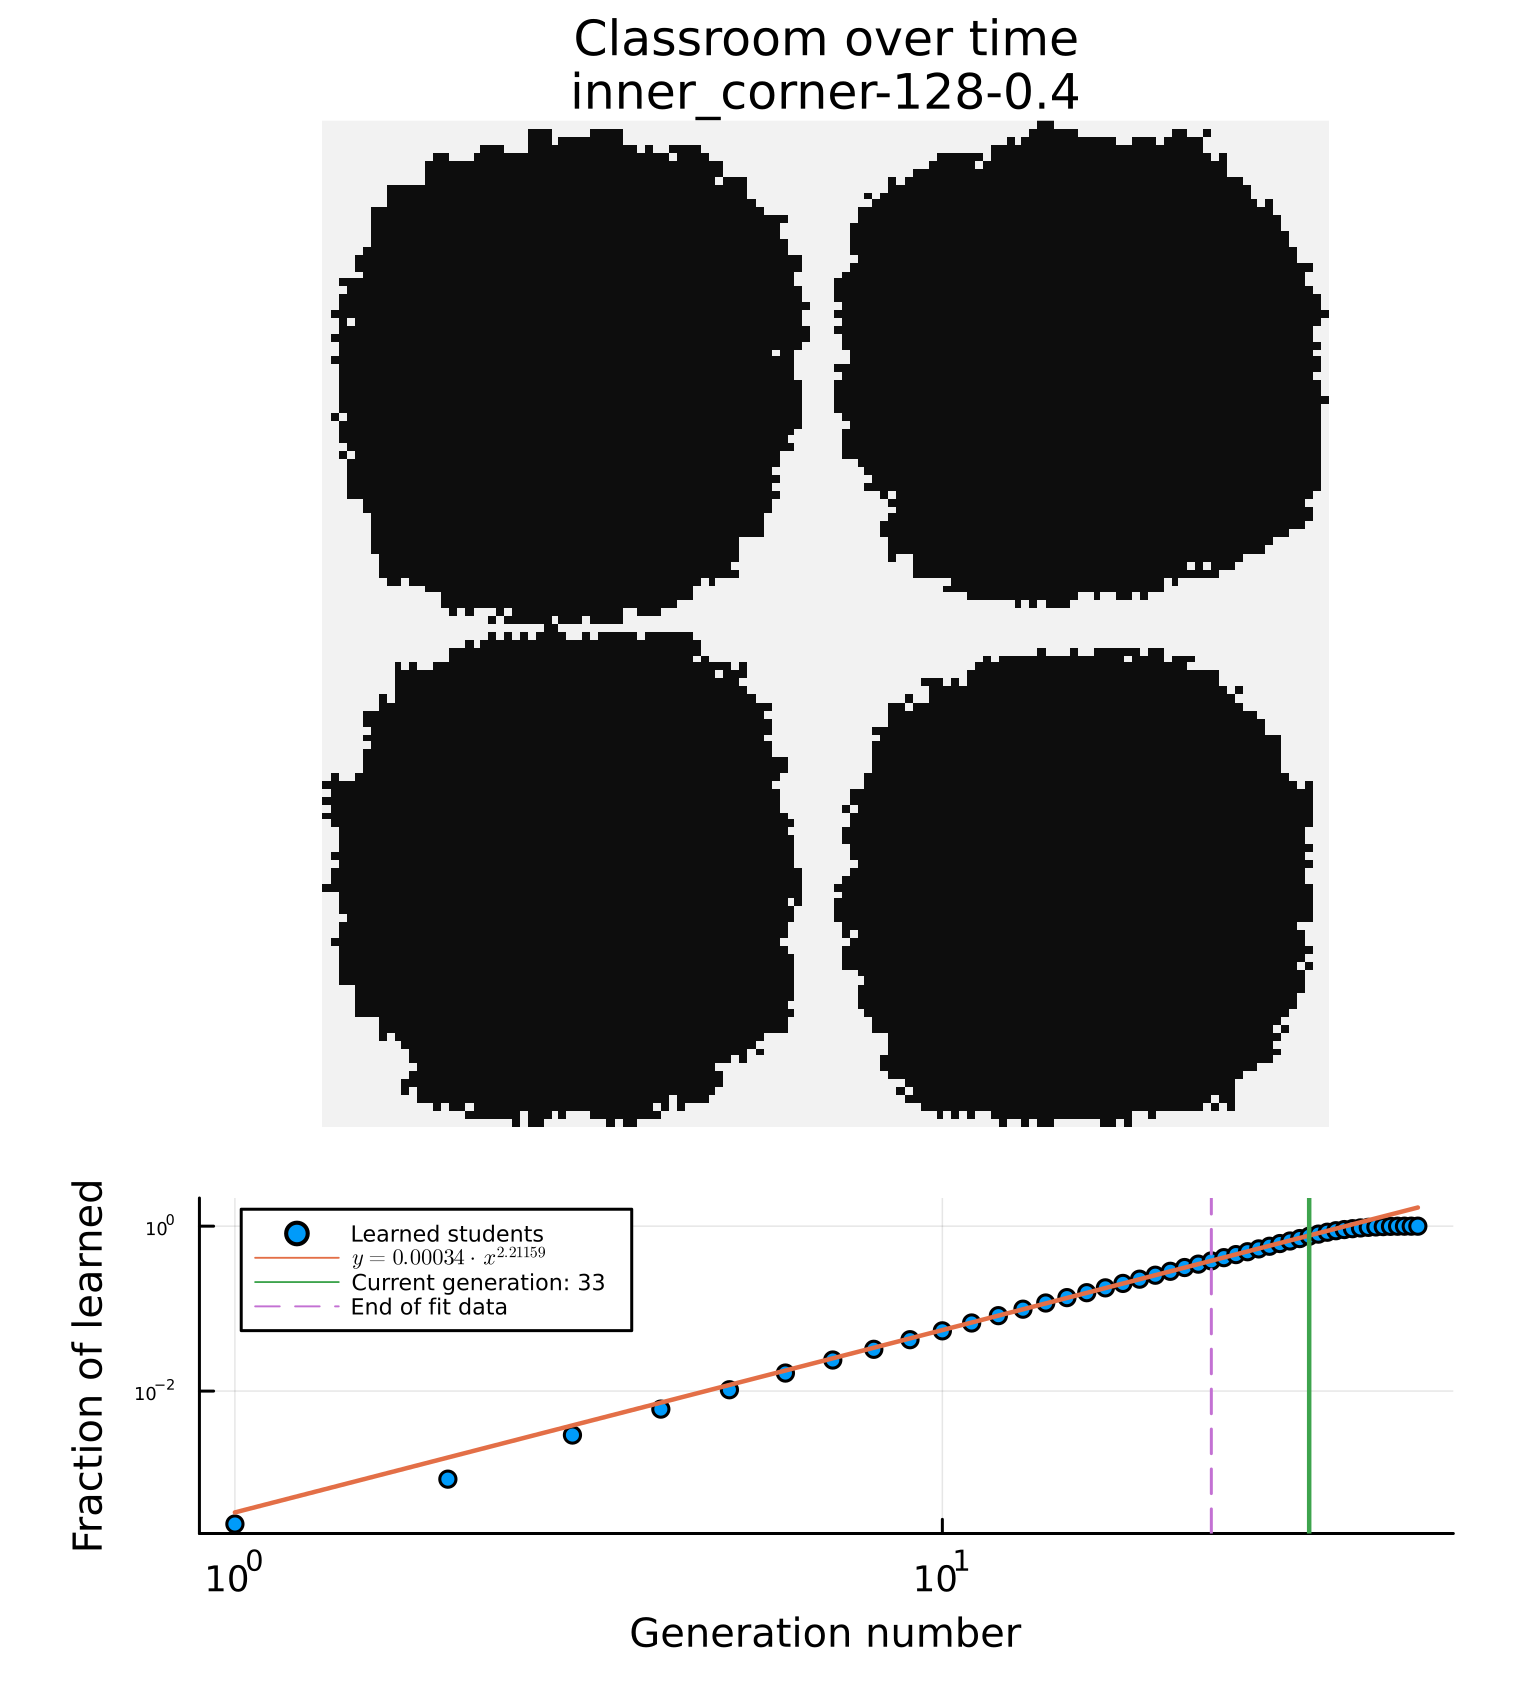 Classroom over time
inner_corner-128-0.4
Learned students
y = 0.00034 · x^2.21159
Current generation: 33
End of fit data
Fraction of learned
10^0
10^−2
10^0
10^1
Generation number